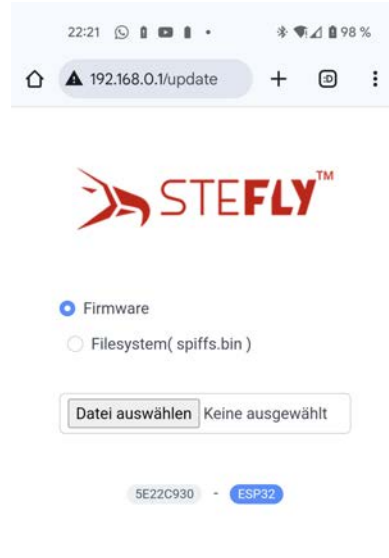 22:21 98 %
192.168.0.1/update
STEFLY™
Firmware
Filesystem( spiffs.bin )
Datei auswählen Keine ausgewählt
5E22C930 - ESP32